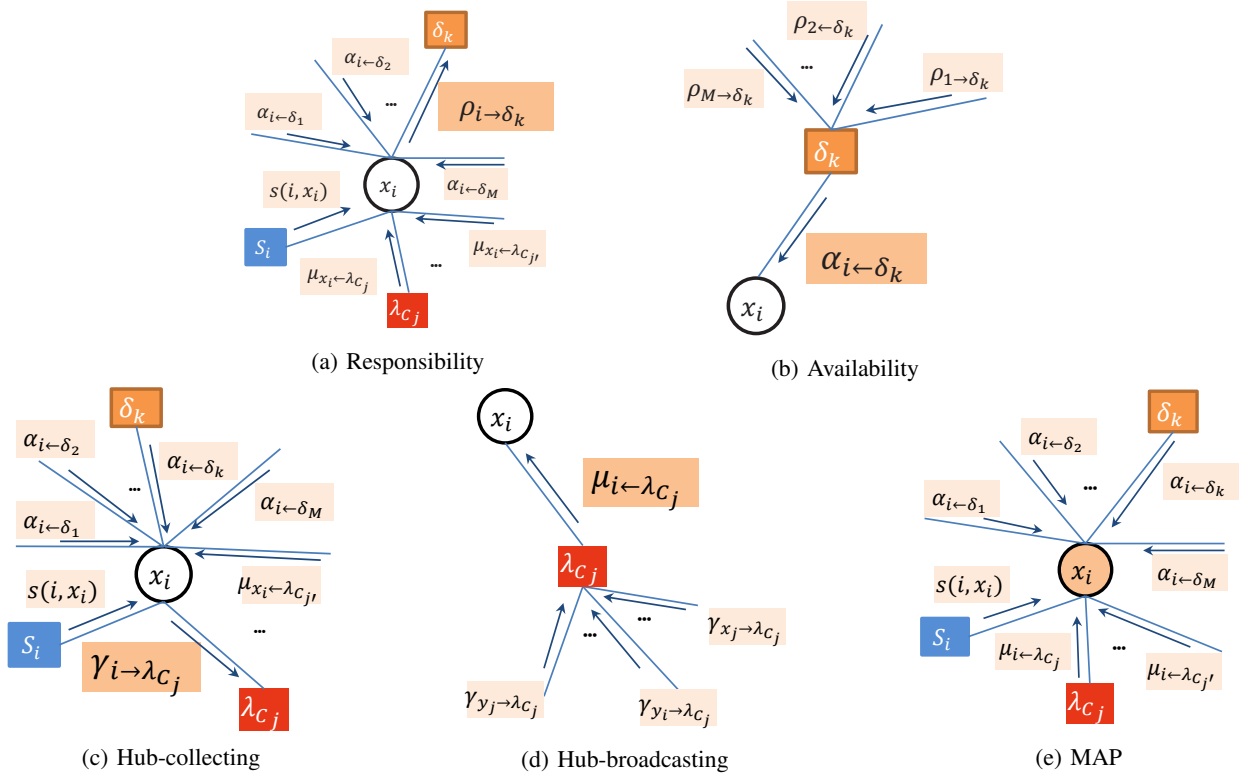 δ_k
α_{i←δ_2}
...
ρ_{i→δ_k}
α_{i←δ_1}
x_i
s(i, x_i)
α_{i←δ_M}
S_i
μ_{x_i←λ_{C_j}}
...
μ_{x_i←λ_{C_{j′}}}
λ_{C_j}
(a) Responsibility
ρ_{2←δ_k}
...
ρ_{M→δ_k}
ρ_{1→δ_k}
δ_k
α_{i←δ_k}
x_i
(b) Availability
δ_k
α_{i←δ_2}
...
α_{i←δ_k}
α_{i←δ_M}
α_{i←δ_1}
x_i
s(i, x_i)
μ_{x_i←λ_{C_{j′}}}
...
S_i
γ_{i→λ_{C_j}}
λ_{C_j}
(c) Hub-collecting
x_i
μ_{i←λ_{C_j}}
λ_{C_j}
...
...
γ_{x_j→λ_{C_j}}
γ_{y_j→λ_{C_j}}
γ_{y_i→λ_{C_j}}
(d) Hub-broadcasting
δ_k
α_{i←δ_2}
...
α_{i←δ_k}
α_{i←δ_1}
x_i
α_{i←δ_M}
s(i, x_i)
S_i
μ_{i←λ_{C_j}}
...
μ_{i←λ_{C_{j′}}}
λ_{C_j}
(e) MAP